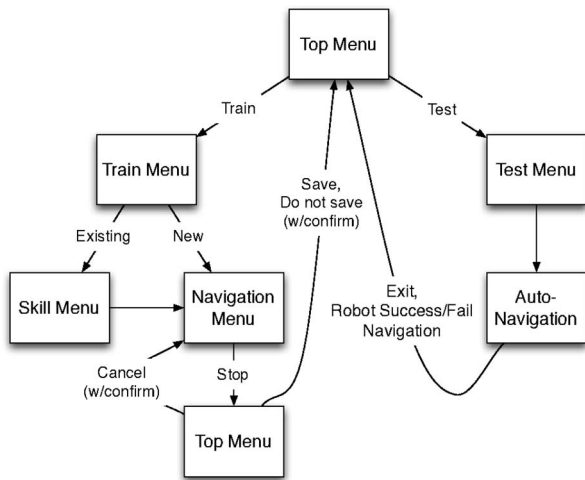 Top Menu
Train
Test
Train Menu
Test Menu
Save,
Do not save
(w/confirm)
Existing
New
Skill Menu
Navigation
Menu
Exit,
Robot Success/Fail
Navigation
Auto-
Navigation
Cancel
(w/confirm)
Stop
Top Menu